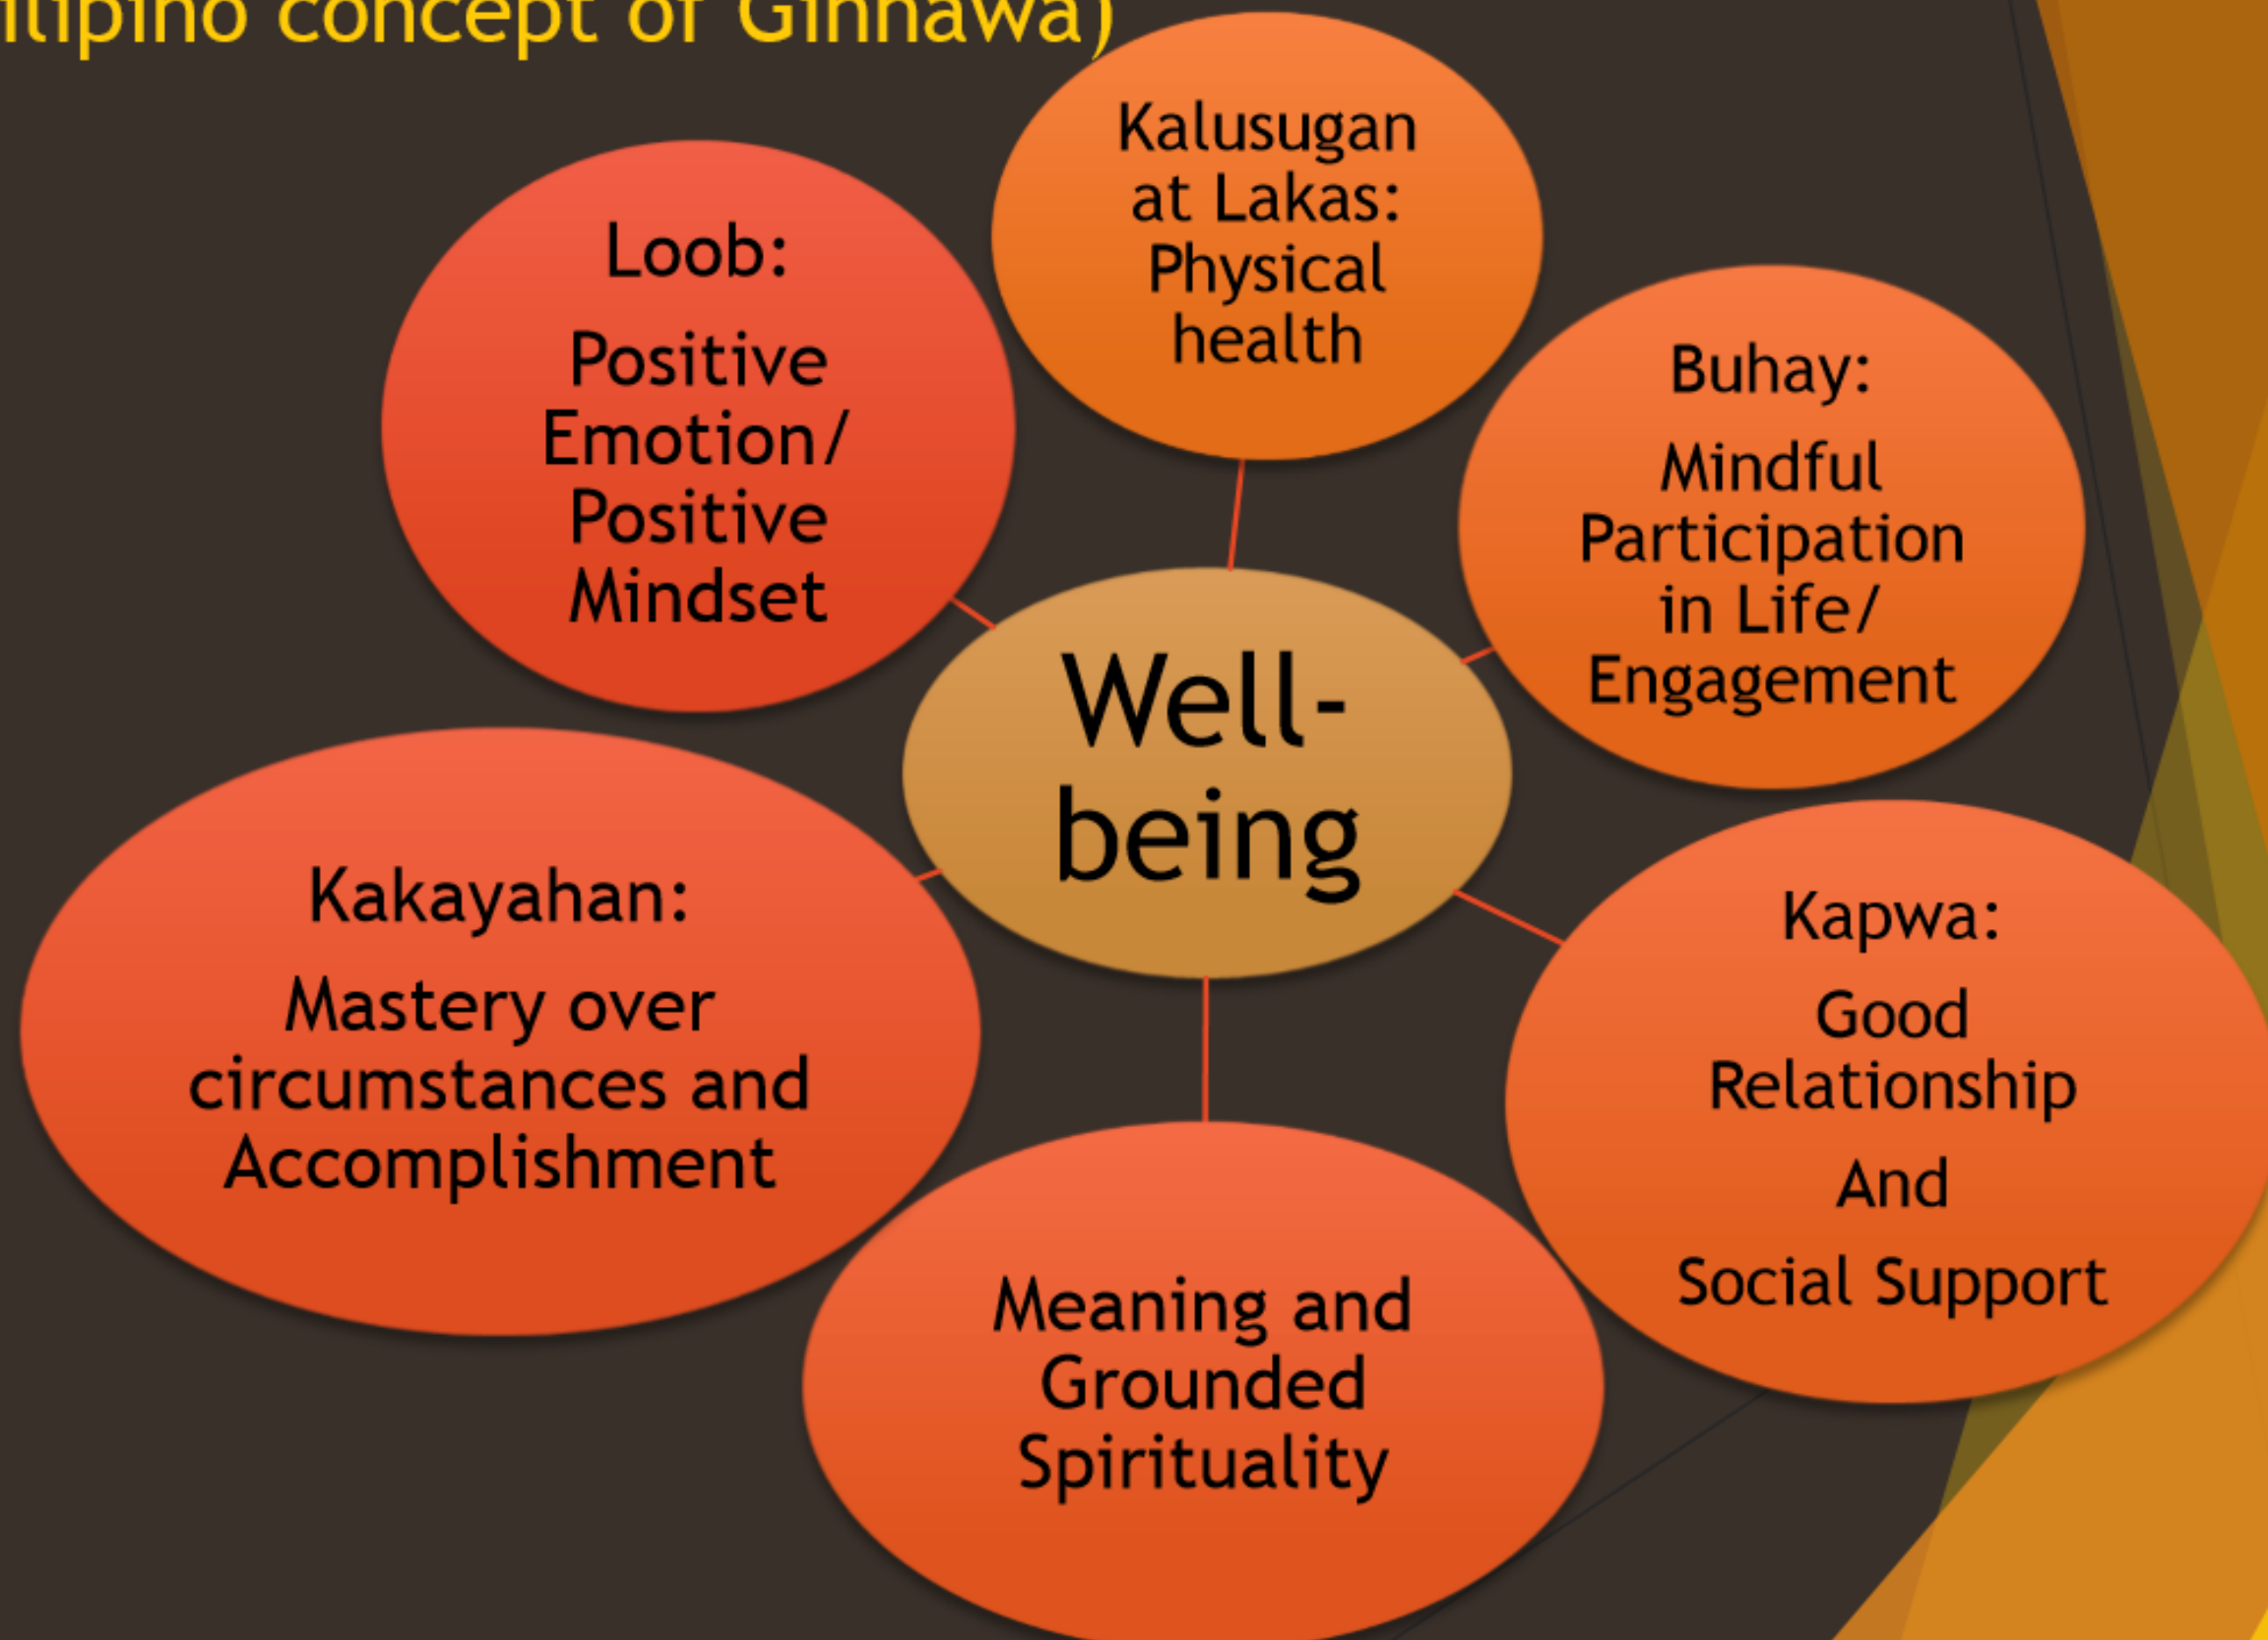 ilipino concept of Ginhawa)
Kalusugan
at Lakas:
Physical
health
Loob:
Positive
Emotion/
Positive
Mindset
Buhay:
Mindful
Participation
in Life/
Engagement
Well-
being
Kakayahan:
Mastery over
circumstances and
Accomplishment
Kapwa:
Good
Relationship
And
Social Support
Meaning and
Grounded
Spirituality